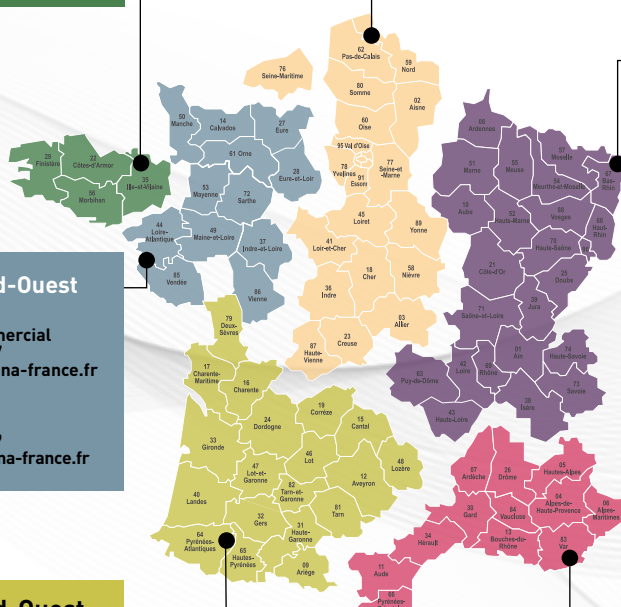 62
Pas-de-Calais
59
Nord
76
Seine-Maritime
80
Somme
02
Aisne
60
Oise
95 Val d'Oise
78
Yvelines
91
Essonn
77
Seine-et
-Marne
45
Loiret
89
Yonne
41
Loir-et-Cher
18
Cher
58
Nièvre
36
Indre
03
Allier
23
Creuse
87
Haute-
Vienne
50
Manche
14
Calvados
27
Eure
61 Orne
28
Eure-et-Loir
53
Mayenne
72
Sarthe
44
Loire-
Atlantique
49
Maine-et-Loire
37
Indre-et-Loire
85
Vendée
86
Vienne
29
Finistère
22
Côtes-d'Armor
35
Ille-et-Vilaine
56
Morbihan
08
Ardennes
51
Marne
55
Meuse
57
Moselle
54
Meurthe-et-Moselle
67
Bas-
Rhin
10
Aube
52
Haute-Marne
88
Vosges
68
Haut-
Rhin
70
Haute-Saône
90
21
Côte-d'Or
25
Doubs
39
Jura
71
Saône-et-Loire
01
Ain
74
Haute-Savoie
63
Puy-de-Dôme
42
Loire
69
Rhône
73
Savoie
38
Isère
43
Haute-Loire
d-Ouest
mercial
na-france.fr
na-france.fr
79
Deux-
Sèvres
17
Charente-
Maritime
16
Charente
19
Corrèze
24
Dordogne
15
Cantal
33
Gironde
46
Lot
48
Lozère
47
Lot-et-
Garonne
12
Aveyron
82
Tarn-et-
Garonne
40
Landes
81
Tarn
32
Gers
31
Haute-
Garonne
64
Pyrénées-
Atlantiques
65
Hautes-
Pyrénées
09
Ariège
07
Ardèche
26
Drôme
05
Hautes-Alpes
04
Alpes-de-
Haute-Provence
06
Alpes-
Maritimes
30
Gard
84
Vaucluse
13
Bouches-du-
Rhône
83
Var
34
Hérault
11
Aude
66
Pyrénées-
d-Ouest